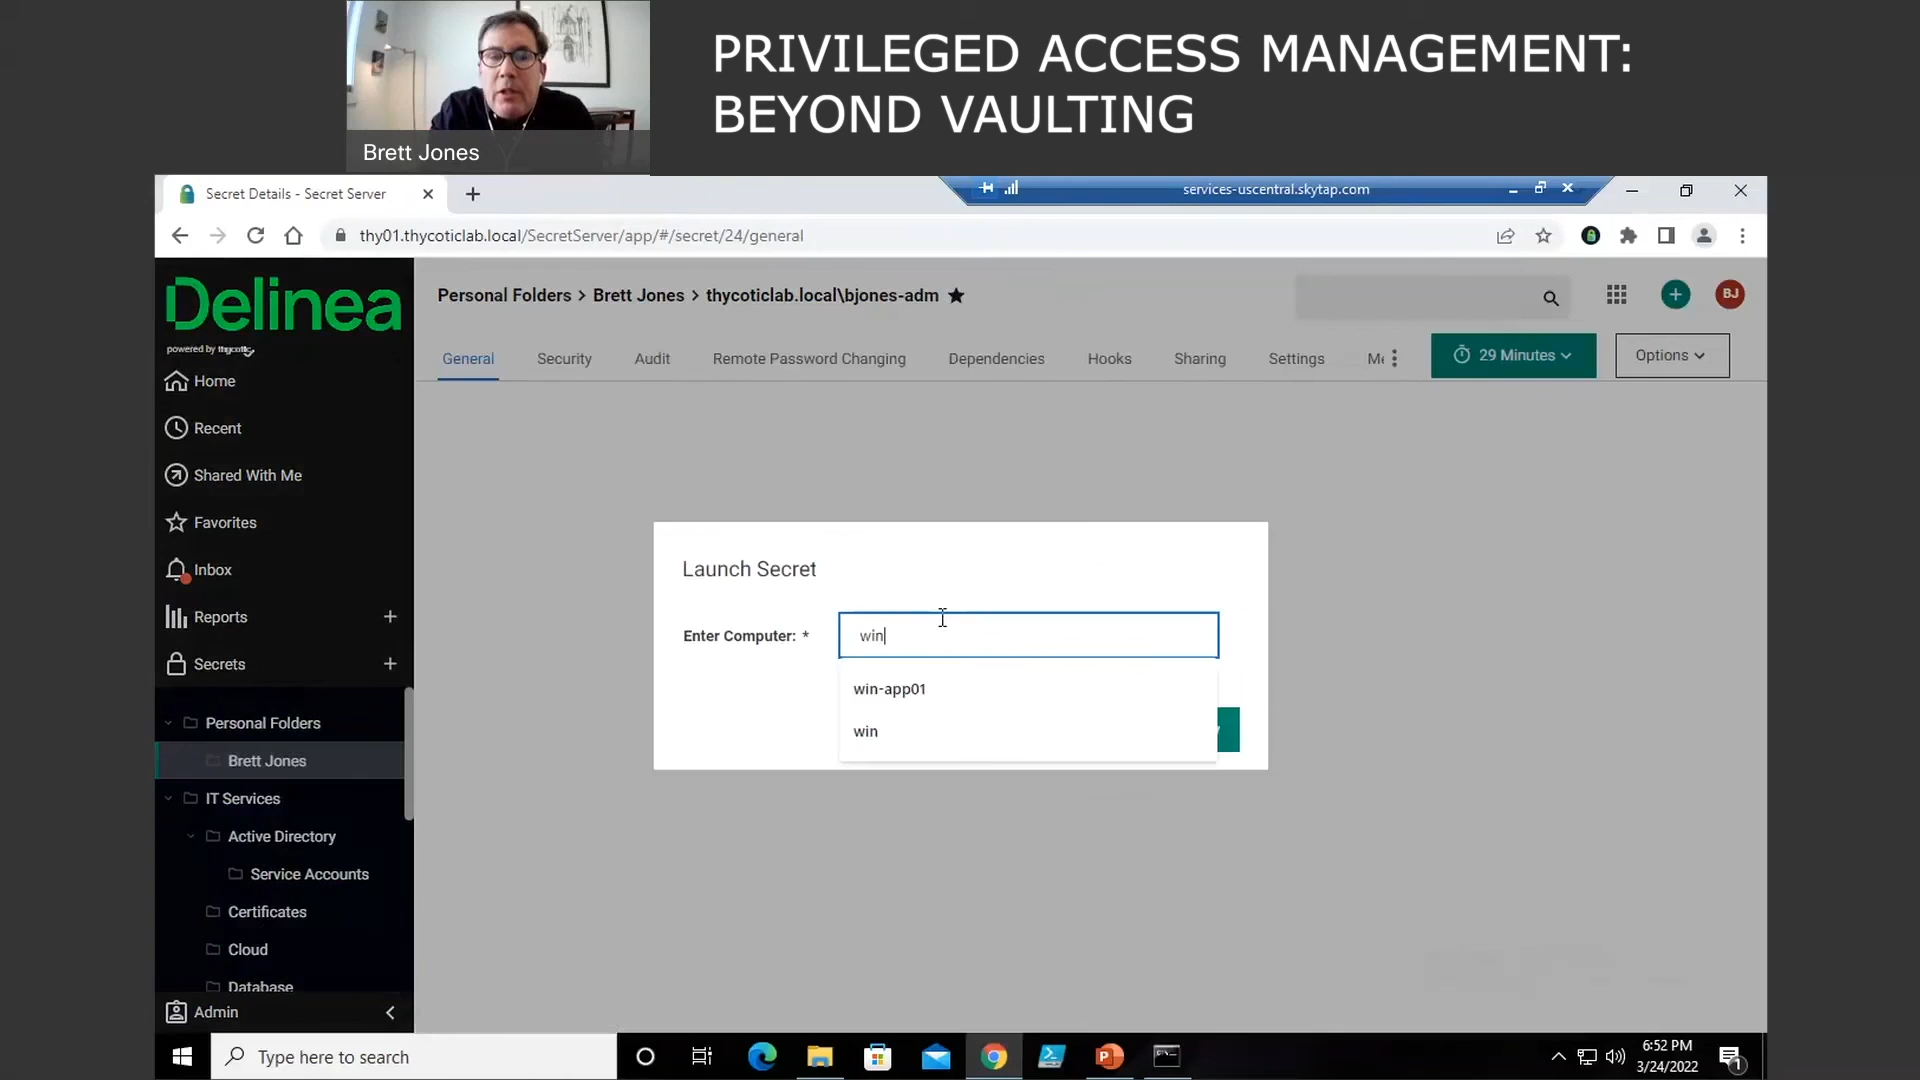 PRIVILEGED ACCESS MANAGEMENT:
BEYOND VAULTING
Brett Jones
Secret Details - Secret Server
services-uscentral.skytap.com
thy01.thycoticlab.local/SecretServer/app/#/secret/24/general
Delinea
powered by thycotic
Personal Folders > Brett Jones > thycoticlab.local\bjones-adm
BJ
General Security Audit Remote Password Changing Dependencies Hooks Sharing Settings
29 Minutes
Options
Home
Recent
Shared With Me
Favorites
Inbox
Reports
Secrets
Personal Folders
Brett Jones
IT Services
Active Directory
Service Accounts
Certificates
Cloud
Database
Admin
Launch Secret
Enter Computer: *
win
win-app01
win
Type here to search
6:52 PM
3/24/2022
1